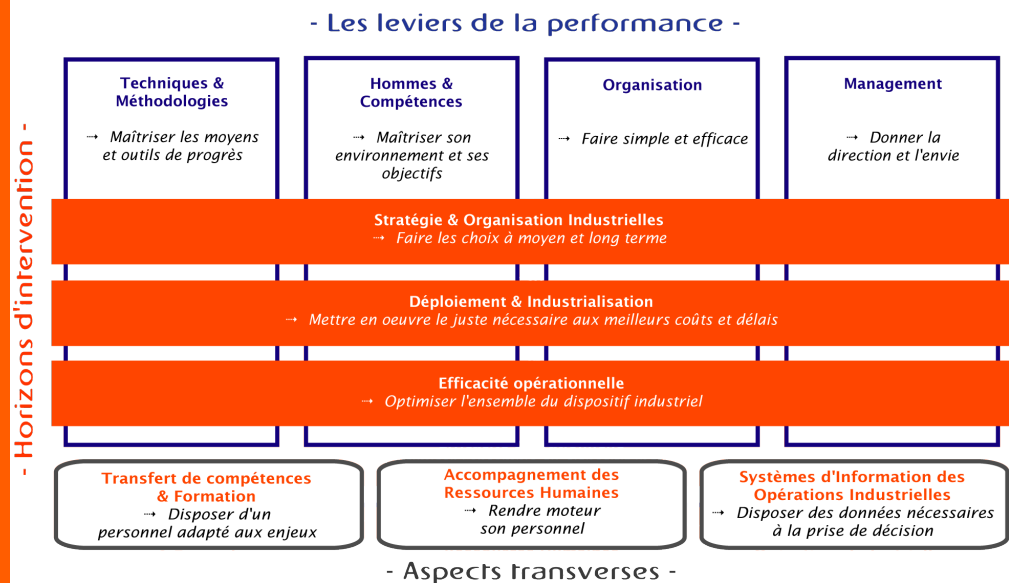 - Les leviers de la performance -
- Horizons d'intervention -
Techniques &
Méthodologies
⇢ Maîtriser les moyens
et outils de progrès
Hommes &
Compétences
⇢ Maîtriser son
environnement et ses
objectifs
Organisation
⇢ Faire simple et efficace
Management
⇢ Donner la
direction et l'envie
Stratégie & Organisation Industrielles
⇢ Faire les choix à moyen et long terme
Déploiement & Industrialisation
⇢ Mettre en oeuvre le juste nécessaire aux meilleurs coûts et délais
Efficacité opérationnelle
⇢ Optimiser l'ensemble du dispositif industriel
Transfert de compétences
& Formation
⇢ Disposer d'un
personnel adapté aux enjeux
Accompagnement des
Ressources Humaines
⇢ Rendre moteur
son personnel
Systèmes d'Information des
Opérations Industrielles
⇢ Disposer des données nécessaires
à la prise de décision
- Aspects transverses -